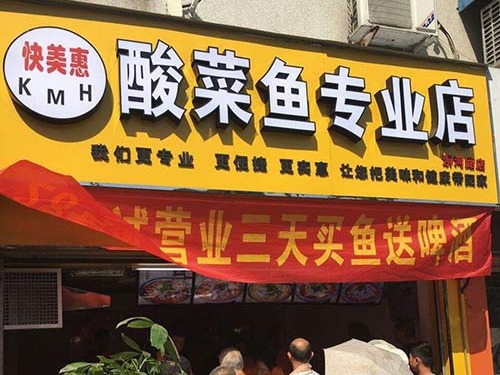 快美惠
KMH
酸菜鱼专业店
我们更专业 更便捷 更实惠 让您把美味和健康带回家
试营业三天买鱼送啤酒